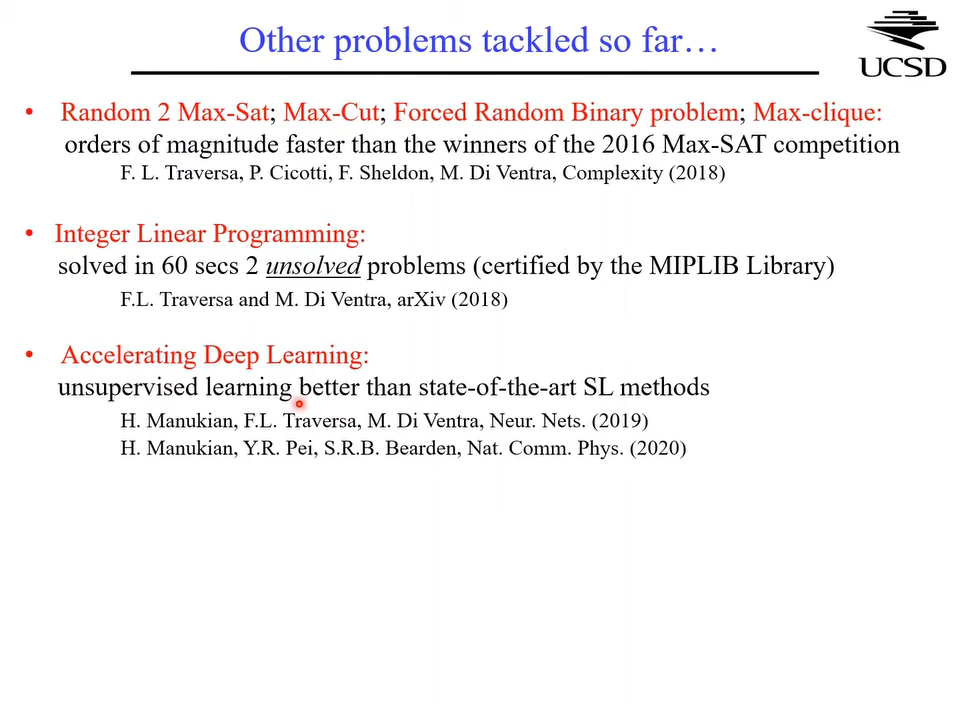 Other problems tackled so far…
UCSD
• Random 2 Max-Sat; Max-Cut; Forced Random Binary problem; Max-clique:
orders of magnitude faster than the winners of the 2016 Max-SAT competition
F. L. Traversa, P. Cicotti, F. Sheldon, M. Di Ventra, Complexity (2018)
• Integer Linear Programming:
solved in 60 secs 2 unsolved problems (certified by the MIPLIB Library)
F.L. Traversa and M. Di Ventra, arXiv (2018)
• Accelerating Deep Learning:
unsupervised learning better than state-of-the-art SL methods
H. Manukian, F.L. Traversa, M. Di Ventra, Neur. Nets. (2019)
H. Manukian, Y.R. Pei, S.R.B. Bearden, Nat. Comm. Phys. (2020)